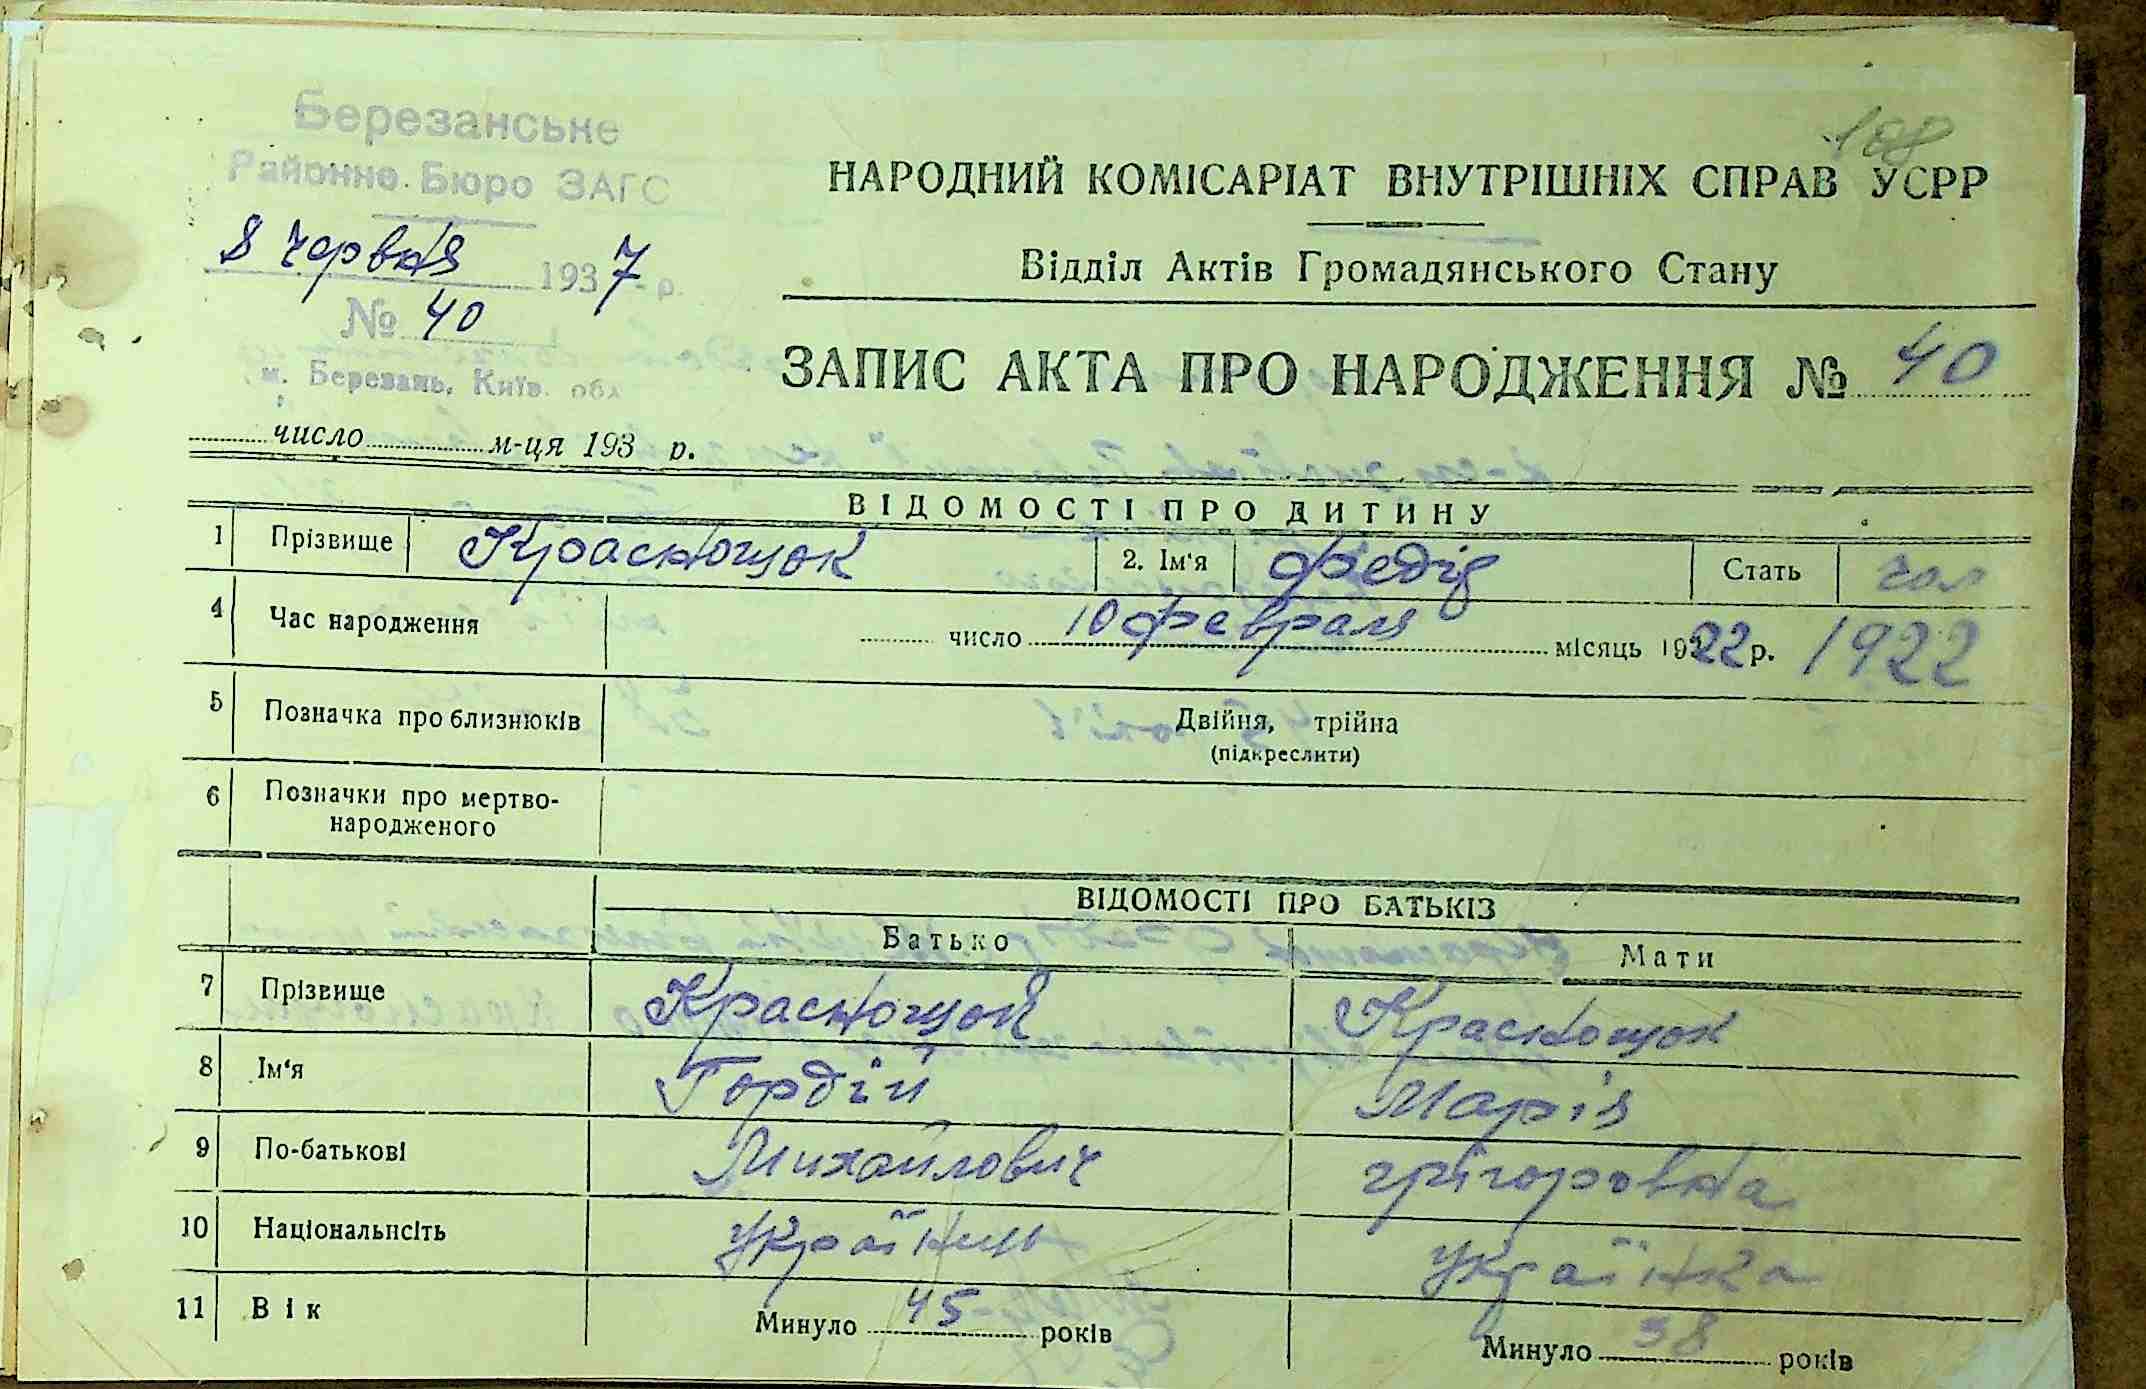 108
Березанське
Районне Бюро ЗАГС
8 червня 1937 р.
№ 40
м. Березань, Київ. обл
НАРОДНИЙ КОМІСАРІАТ ВНУТРІШНІХ СПРАВ УСРР
Відділ Актів Громадянського Стану
ЗАПИС АКТА ПРО НАРОДЖЕННЯ № 40
число м-ця 193 р.
ВІДОМОСТІ ПРО ДИТИНУ
1 Прізвище Краснощок 2. Ім'я Федір Стать чол
4 Час народження число 10 февраля місяць 1922 р. 1922
5 Позначка про близнюків Двійня, трійна
(підкреслити)
6 Позначки про мертво-
народженого
ВІДОМОСТІ ПРО БАТЬКІЗ
Батько Мати
7 Прізвище Краснощок Краснощок
8 Ім'я Гордій Марія
9 По-батькові Михайлович Грігоровна
10 Національність Українець Українка
11 Вік Минуло 45 років Минуло 38 років